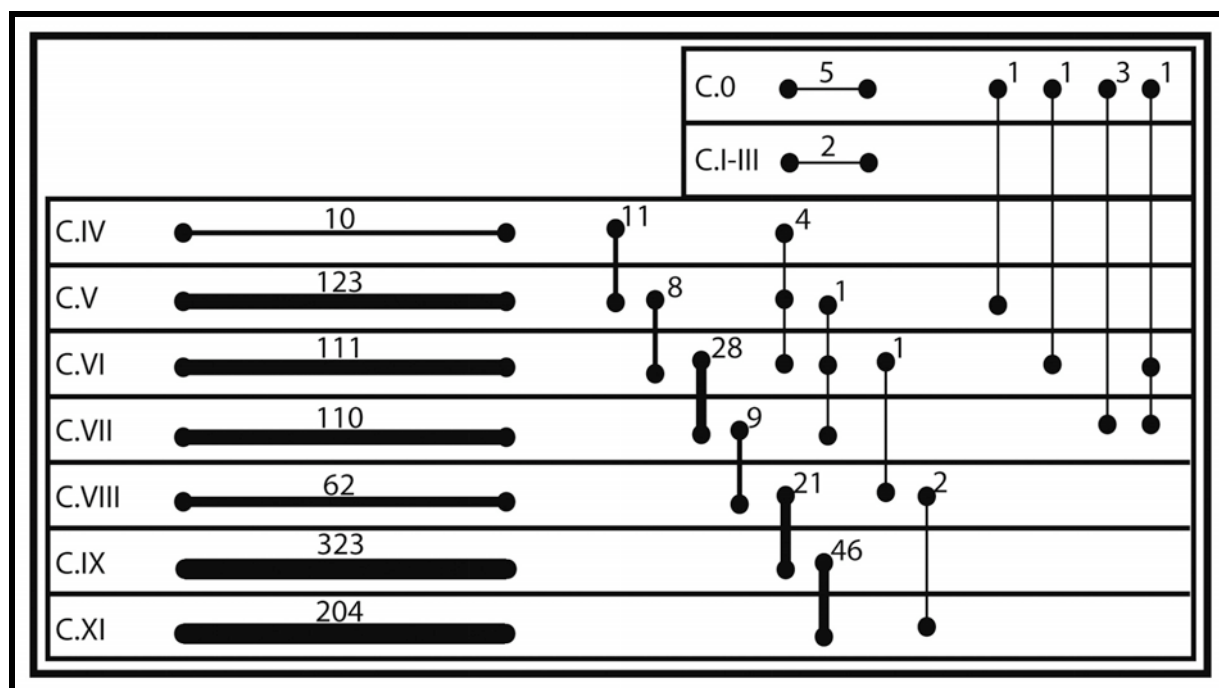 C.0 5 1 1 3 1
C.I-III 2
C.IV 10 11 4
C.V 123 8 1
C.VI 111 28 1
C.VII 110 9
C.VIII 62 21 2
C.IX 323 46
C.XI 204